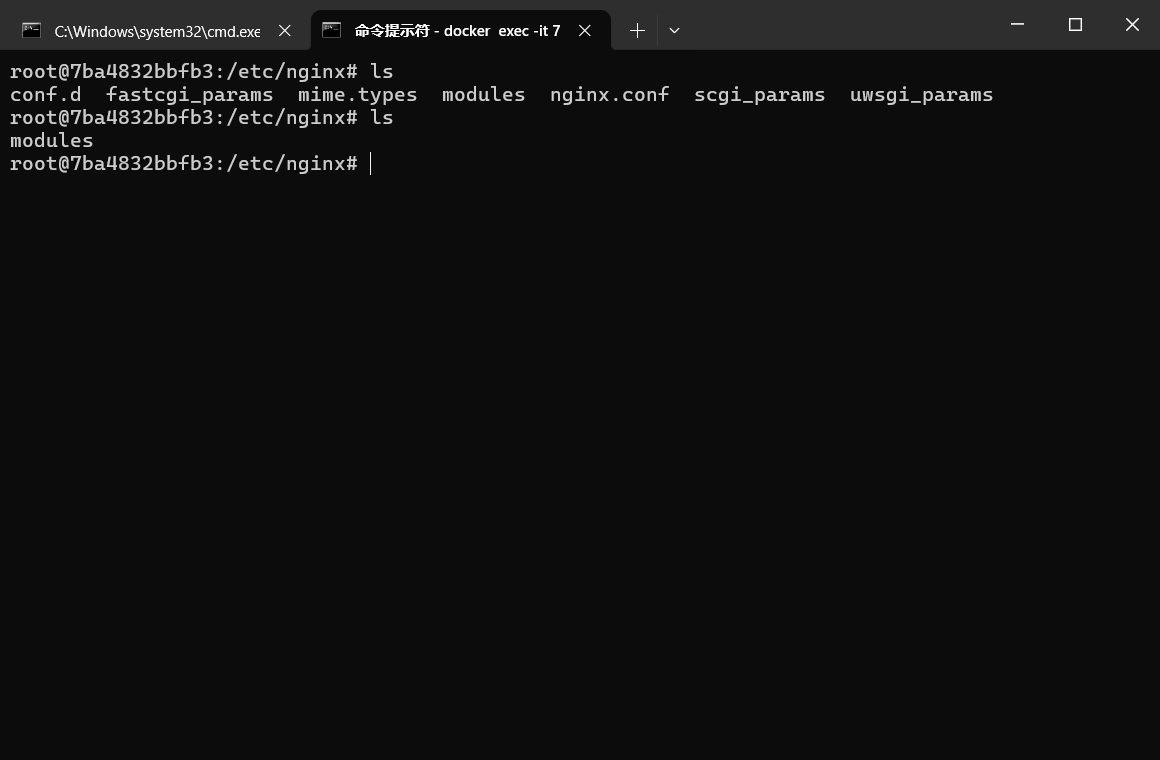 C:\Windows\system32\cmd.exe
命令提示符 - docker  exec -it 7
root@7ba4832bbfb3:/etc/nginx# ls
conf.d  fastcgi_params  mime.types  modules  nginx.conf  scgi_params  uwsgi_params
root@7ba4832bbfb3:/etc/nginx# ls
modules
root@7ba4832bbfb3:/etc/nginx#